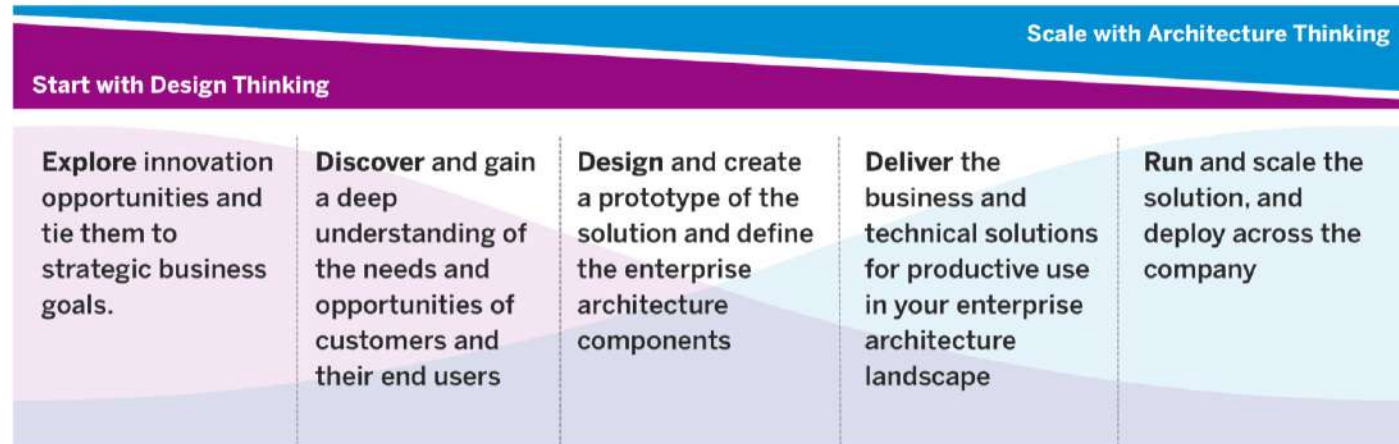 Scale with Architecture Thinking
Start with Design Thinking
Explore innovation
opportunities and
tie them to
strategic business
goals.
Discover and gain
a deep
understanding of
the needs and
opportunities of
customers and
their end users
Design and create
a prototype of the
solution and define
the enterprise
architecture
components
Deliver the
business and
technical solutions
for productive use
in your enterprise
architecture
landscape
Run and scale the
solution, and
deploy across the
company